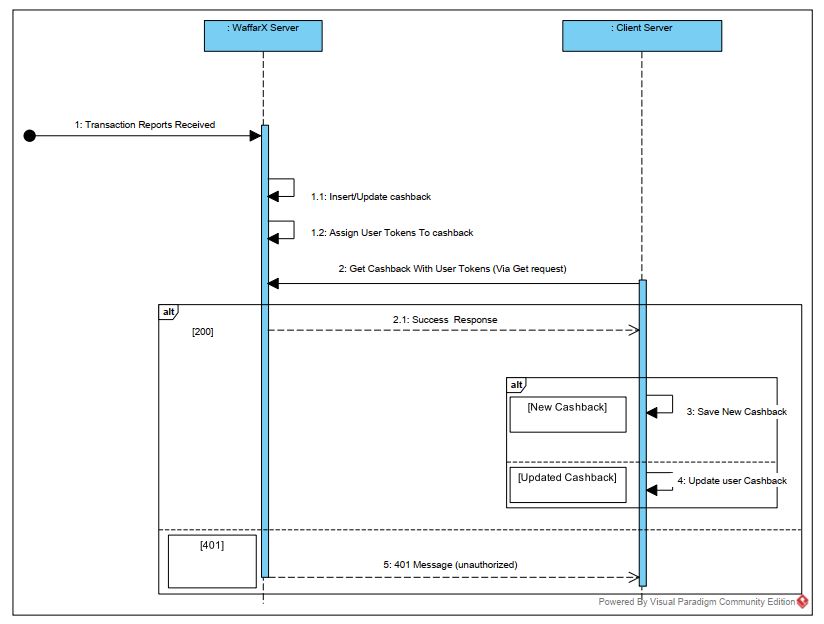 : WaffarX Server
: Client Server
1: Transaction Reports Received
1.1: Insert/Update cashback
1.2: Assign User Tokens To cashback
2: Get Cashback With User Tokens (Via Get request)
alt
2.1: Success Response
[200]
alt
[New Cashback]
3: Save New Cashback
[Updated Cashback]
4: Update user Cashback
[401]
5: 401 Message (unauthorized)
Powered By Visual Paradigm Community Edition